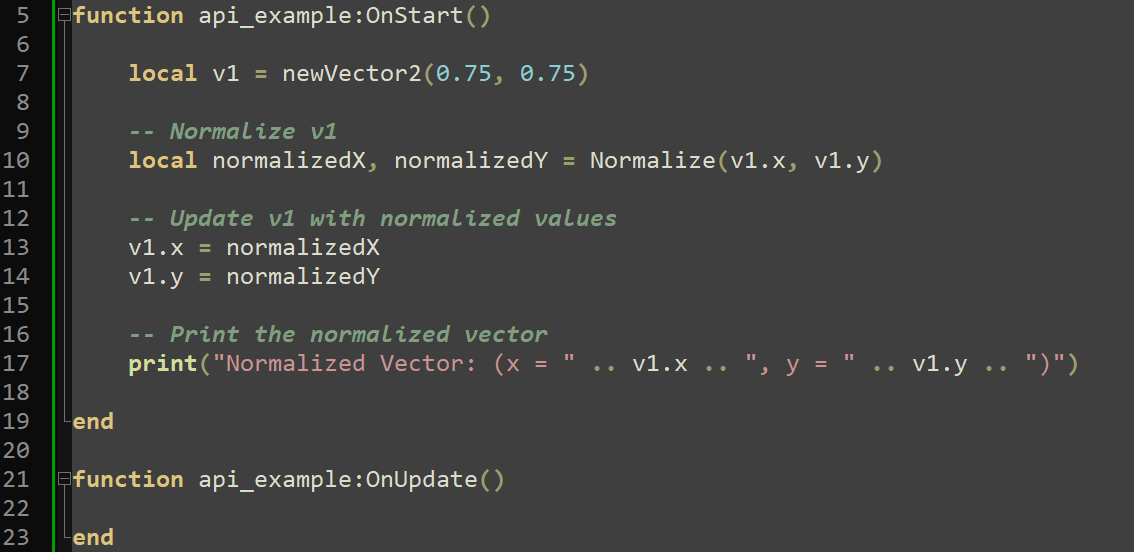 5 function api_example:OnStart()
6
7 local v1 = newVector2(0.75, 0.75)
8
9 -- Normalize v1
10 local normalizedX, normalizedY = Normalize(v1.x, v1.y)
11
12 -- Update v1 with normalized values
13 v1.x = normalizedX
14 v1.y = normalizedY
15
16 -- Print the normalized vector
17 print("Normalized Vector: (x = " .. v1.x .. ", y = " .. v1.y .. ")")
18
19 end
20
21 function api_example:OnUpdate()
22
23 end